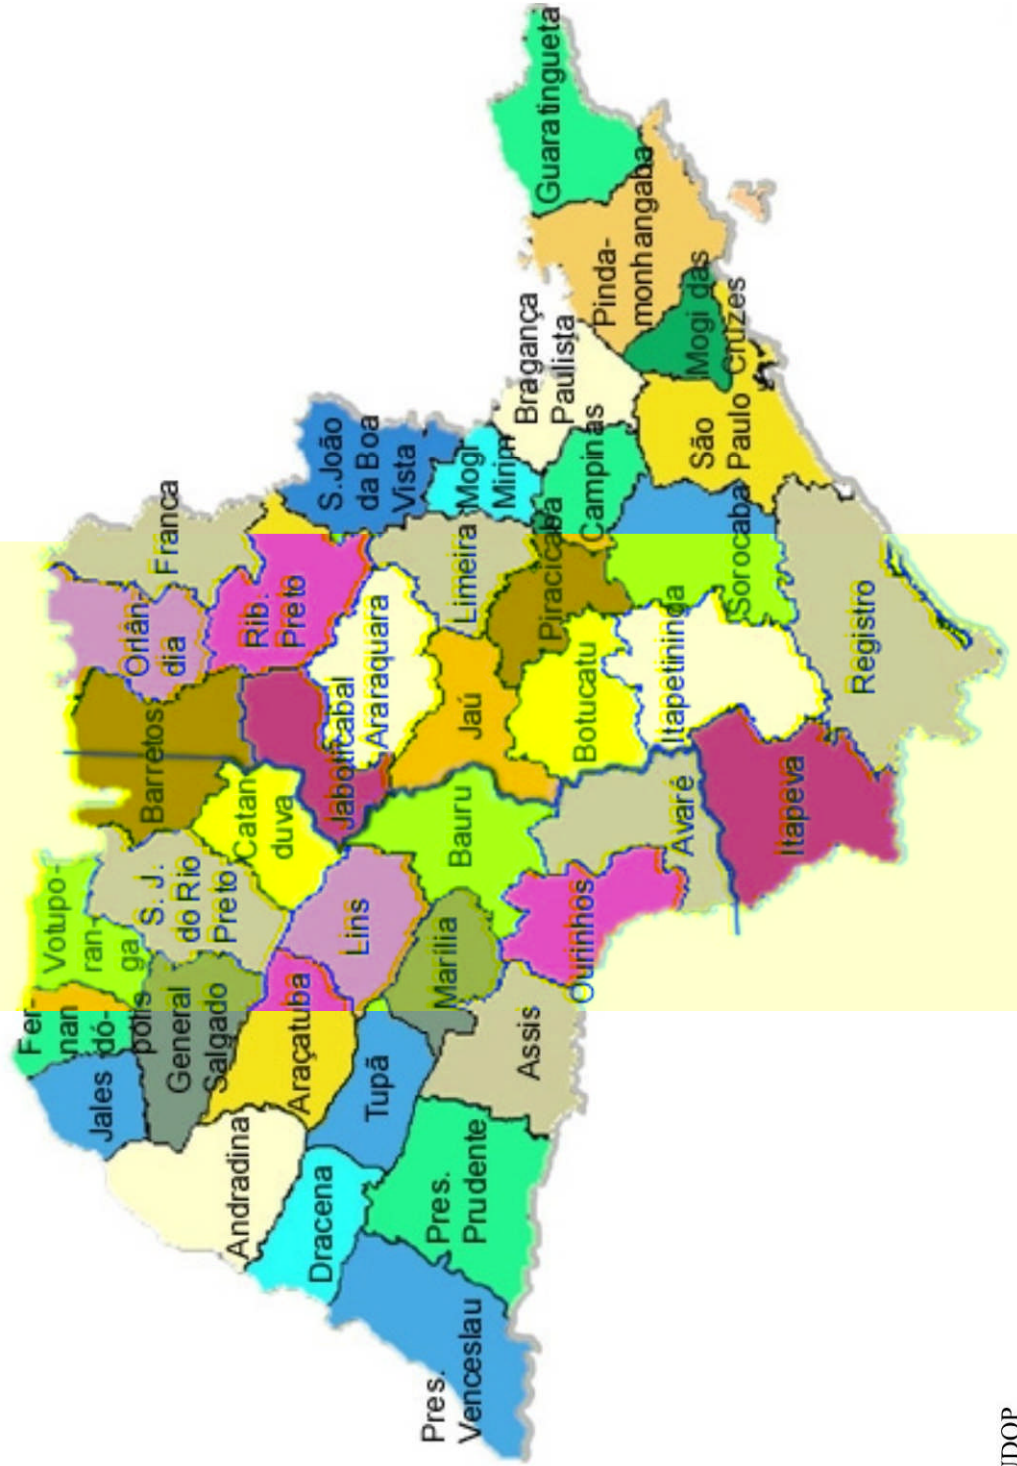 Guaratingueta
Pinda-
monhangaba
Mogi das
Cruzes
Bragança
Paulista
São
Paulo
Campinas
Mogi
Mirim
S.João
da Boa
Vista
Franca
Limeira
Piracicaba
Sorocaba
Registro
Orlân-
dia
Rib.
Preto
Araraquara
Jaú
Botucatu
Itapetininga
Barretos
Jaboticabal
Catan
duva
Bauru
Avaré
Itapeva
S. J.
do Rio
Preto
Lins
Marília
Ourinhos
Votupo-
ran-
ga
Fer-
nan
dó-
polis
General
Salgado
Araçatuba
Tupã
Assis
Jales
Andradina
Dracena
Pres.
Prudente
Pres.
Venceslau